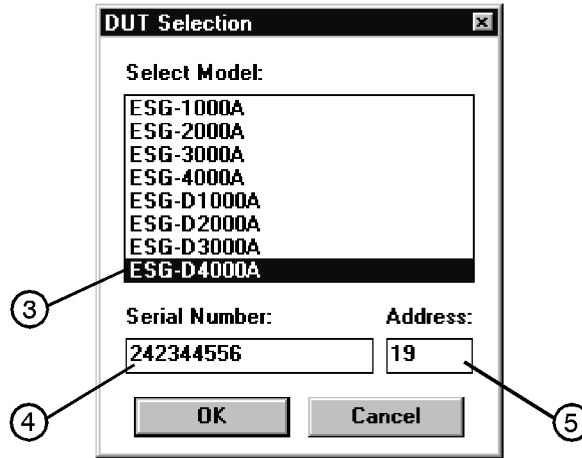 DUT Selection
Select Model:
ESG-1000A
ESG-2000A
ESG-3000A
ESG-4000A
ESG-D1000A
ESG-D2000A
ESG-D3000A
ESG-D4000A
3
Serial Number: Address:
242344556 19
4 OK Cancel 5